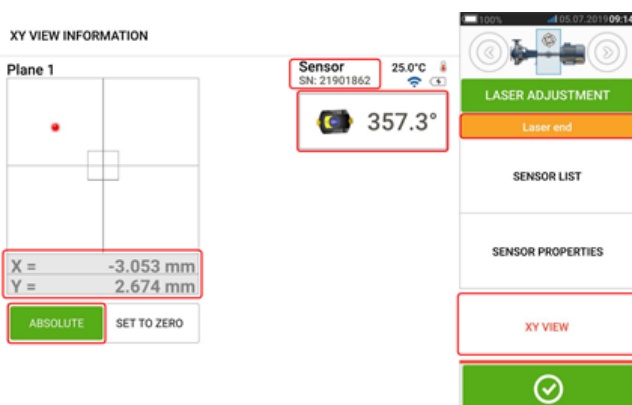 XY VIEW INFORMATION
Plane 1
X = -3.053 mm
Y = 2.674 mm
ABSOLUTE SET TO ZERO
Sensor 25.0°C
SN: 21901862
357.3°
100% 05.07.2019 09:14
LASER ADJUSTMENT
Laser end
SENSOR LIST
SENSOR PROPERTIES
XY VIEW